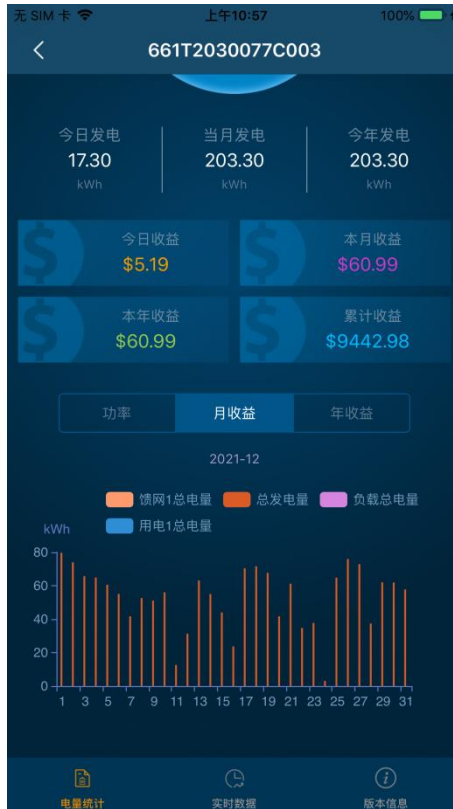 无 SIM 卡 上午10:57 100%
661T2030077C003
今日发电 当月发电 今年发电
17.30 203.30 203.30
kWh kWh kWh
今日收益 本月收益
$5.19 $60.99
本年收益 累计收益
$60.99 $9442.98
功率 月收益 年收益
2021-12
馈网1总电量 总发电量 负载总电量
kWh 用电1总电量
80
60
40
20
0
1 3 5 7 9 11 13 15 17 19 21 23 25 27 29 31
电量统计 实时数据 版本信息